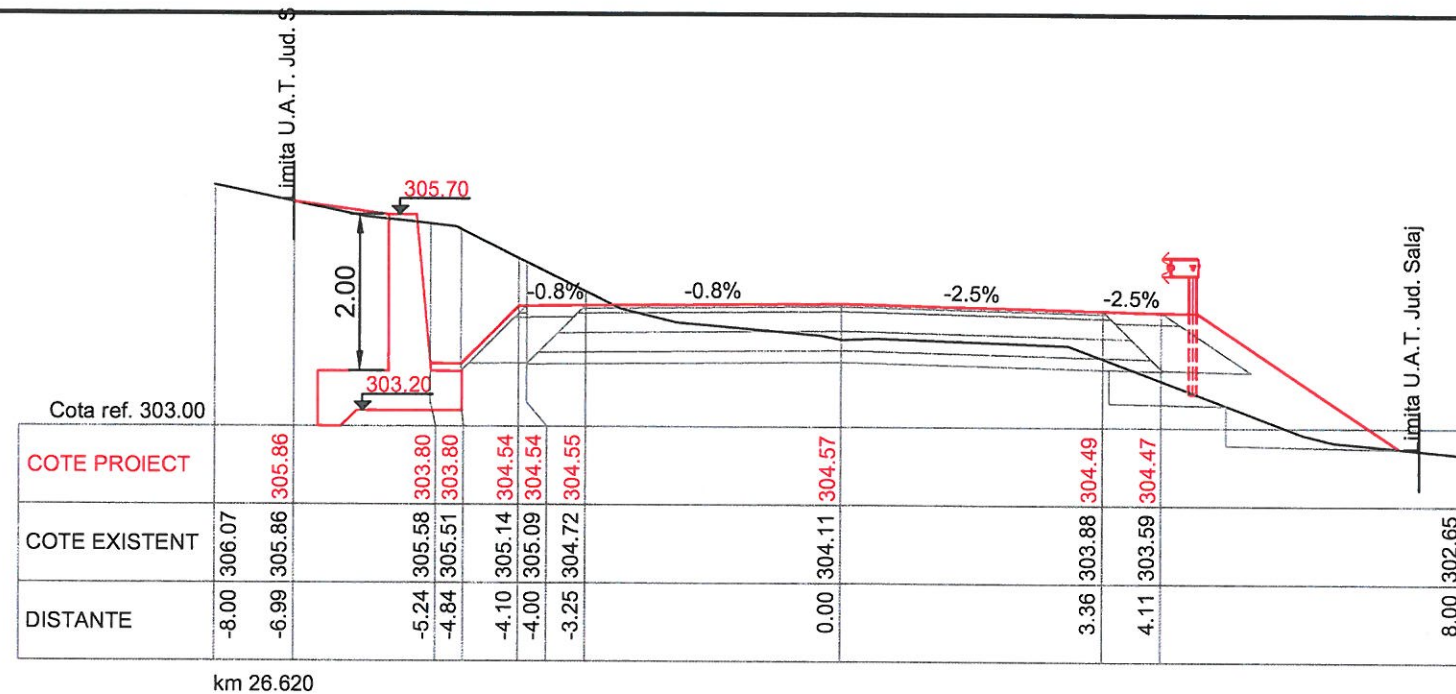 imita U.A.T. Jud. S
305.70
2.00
-0.8%
-0.8%
-2.5%
-2.5%
imita U.A.T. Jud. Salaj
303.20
Cota ref. 303.00
COTE PROIECT 305.86 303.80 303.80 304.54 304.54 304.55 304.57 304.49 304.47
COTE EXISTENT 306.07 305.86 305.58 305.51 305.14 305.09 304.72 304.11 303.88 303.59 302.65
DISTANTE -8.00 -6.99 -5.24 -4.84 -4.10 -4.00 -3.25 0.00 3.36 4.11 8.00
km 26.620